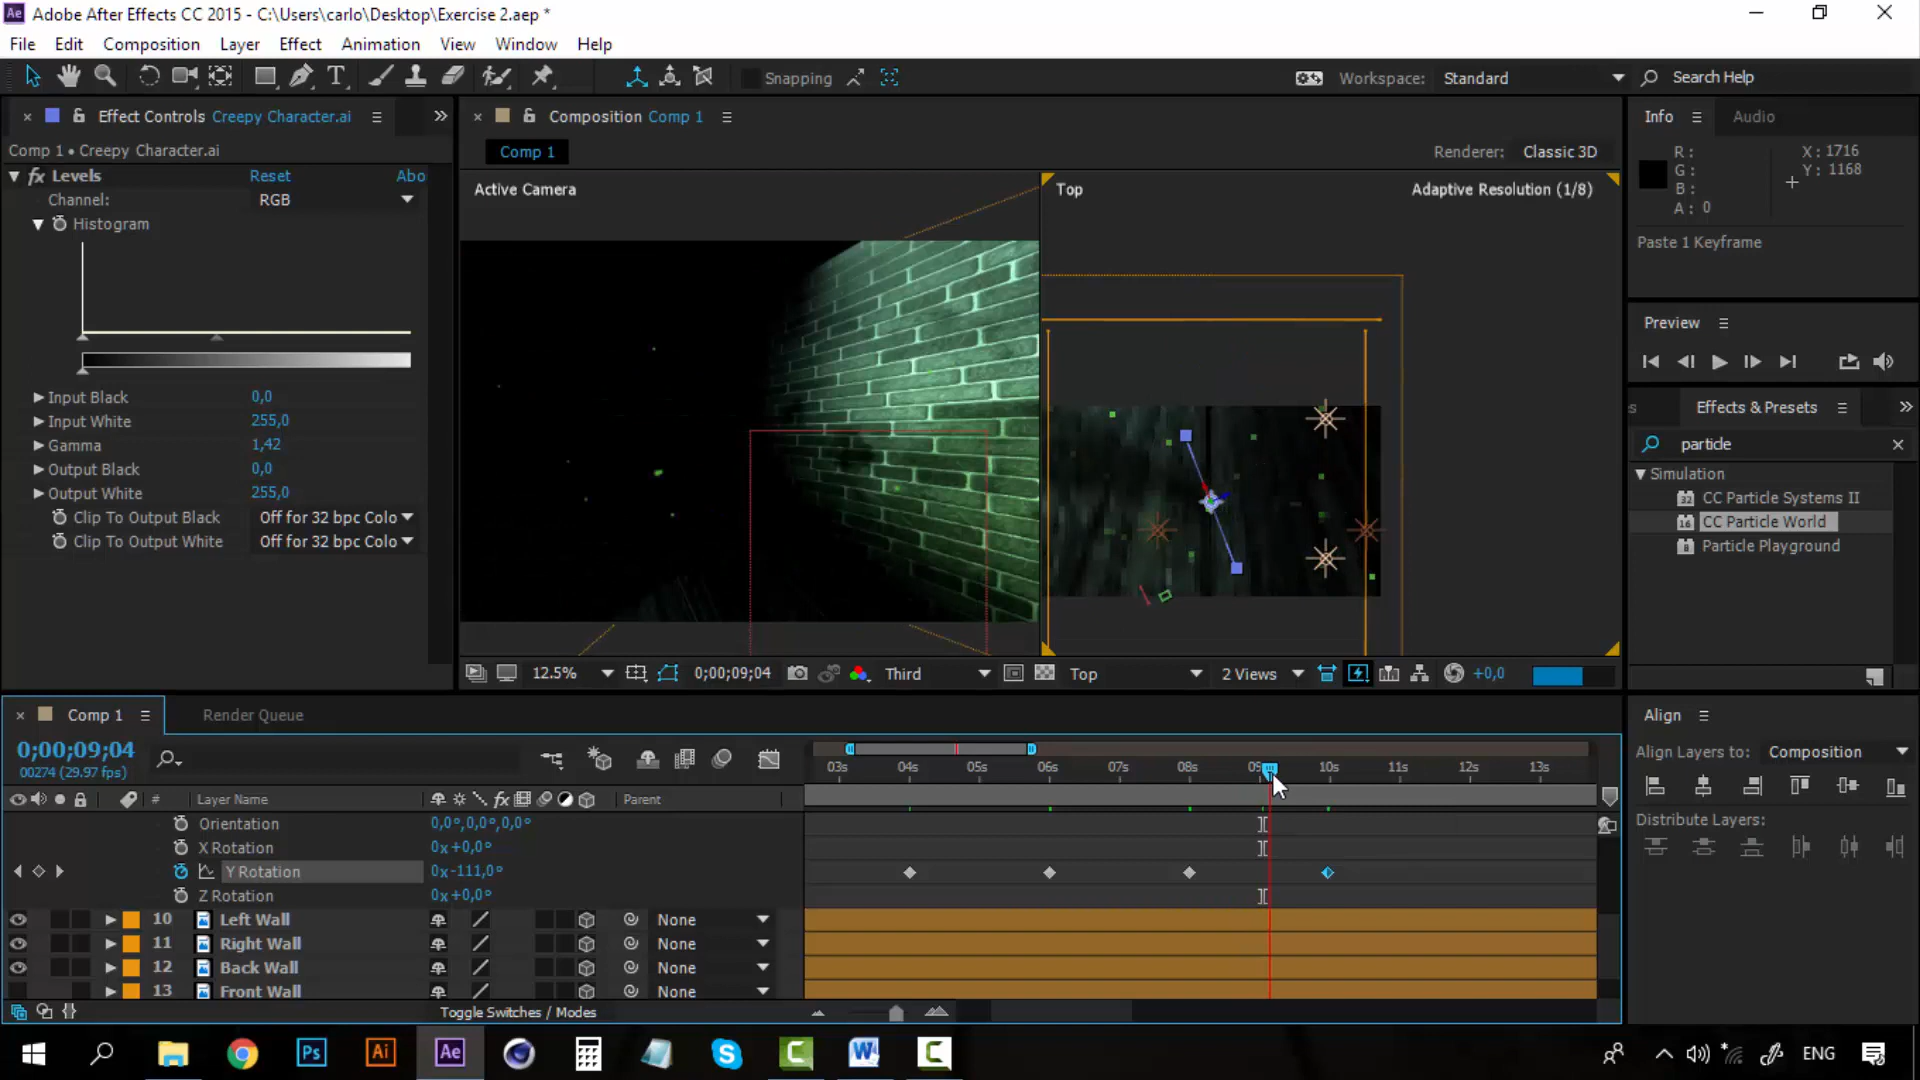 Adobe After Effects CC 2015 - C:\Users\carlo\Desktop\Exercise 2.aep *
File Edit Composition Layer Effect Animation View Window Help
Snapping
Workspace: Standard
Search Help
Effect Controls Creepy Character.ai
Comp 1 • Creepy Character.ai
fx Levels Reset Abo
Channel: RGB
Histogram
Input Black 0,0
Input White 255,0
Gamma 1,42
Output Black 0,0
Output White 255,0
Clip To Output Black Off for 32 bpc Colo
Clip To Output White Off for 32 bpc Colo
Composition Comp 1
Comp 1
Renderer: Classic 3D
Active Camera
Top
Adaptive Resolution (1/8)
12.5% 0;00;09;04 Third Top 2 Views +0,0
Info Audio
R: X: 1716
G: Y: 1168
B:
A: 0
Paste 1 Keyframe
Preview
s Effects & Presets
particle
Simulation
CC Particle Systems II
CC Particle World
Particle Playground
Comp 1 Render Queue
0;00;09;04
00274 (29.97 fps)
03s 04s 05s 06s 07s 08s 09 10s 11s 12s 13s
# Layer Name fx Parent
Orientation 0,0°,0,0°,0,0°
X Rotation 0x+0,0°
Y Rotation 0x-111,0°
Z Rotation 0x+0,0°
10 Left Wall None
11 Right Wall None
12 Back Wall None
13 Front Wall None
Toggle Switches / Modes
Align
Align Layers to: Composition
Distribute Layers:
Ps Ai Ae
ENG